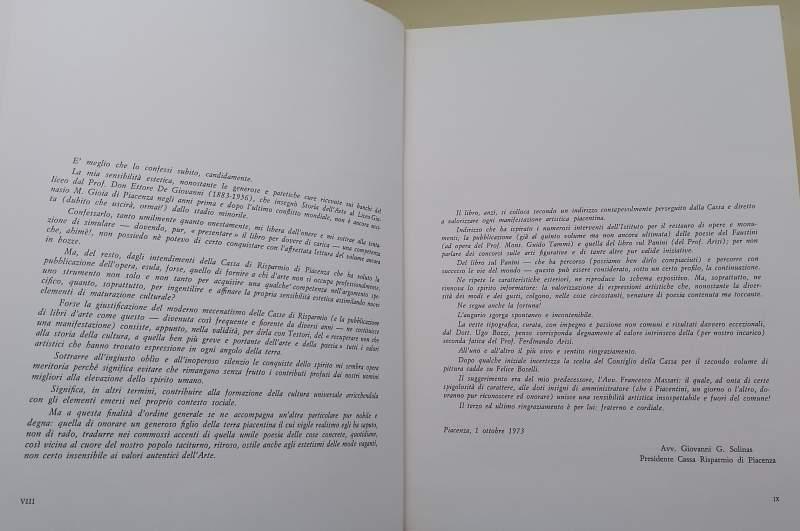 E' meglio che lo confessi subito, candidamente.
La mia sensibilità estetica, nonostante le generose e patetiche cure ricevute sui banchi del
liceo dal Prof. Don Ettore De Giovanni (1883-1956), che insegnò Storia dell'Arte al Liceo-Gin-
nasio M. Gioia di Piacenza negli anni prima e dopo l'ultimo conflitto mondiale, non è ancora usci-
ta (dubito che uscirà, ormai!) dallo stadio minorile.
Confessarlo, tanto umilmente quanto onestamente, mi libera dall'onere e mi sottrae alla tenta-
zione di simulare — dovendo, pur, « presentare » il libro per dovere di carica — una competenza
che, ahimè!, non possiedo nè potevo di certo conquistare con l'affrettata lettura del volume ancora
in bozze.
Ma, del resto, dagli intendimenti della Cassa di Risparmio di Piacenza che ha voluto la
pubblicazione dell'opera, esula, forse, quello di fornire a chi d'arte non si occupa professionalmente,
uno strumento non solo e non tanto per acquisire una qualche competenza nell'argomento spe-
cifico, quanto, soprattutto, per ingentilire e affinare la propria sensibilità estetica estimolando nuovi
elementi di maturazione culturale?
Forse la giustificazione del moderno mecenatismo delle Casse di Risparmio (e la pubblicazione
di libri d'arte come questo — divenuta così frequente e fiorente da diversi anni — ne costituisce
una manifestazione) consiste, appunto, nella validità, per dirla con Testori, del « recuperare una che
alla storia della cultura, a quella ben più greve e portante dell'arte e della poesia » tutti i valori
artistici che hanno trovato espressione in ogni angolo della terra.
Sottrarre all'ingiusto oblio e all'inoperoso silenzio le conquiste dello spirito mi sembra opera
meritoria perché significa evitare che rimangano senza frutto i contributi profusi dai nostri uomini
migliori alla elevazione dello spirito umano.
Significa, in altri termini, contribuire alla formazione della cultura universale arricchendola
con gli elementi emersi nel proprio contesto sociale.
Ma a questa finalità d'ordine generale se ne accompagna un'altra particolare pur nobile e
degna: quella di onorare un generoso figlio della terra piacentina il cui vigile realismo egli ha saputo,
non di rado, tradurre nei commossi accenti di quella umile poesia delle cose concrete, quotidiane,
così vicina al cuore del nostro popolo taciturno, ritroso, ostile anche agli estetismi delle mode vaganti,
non certo insensibile ai valori autentici dell'Arte.
VIII
Il libro, anzi, si colloca secondo un indirizzo consapevolmente perseguito dalla Cassa e diretto
a valorizzare ogni manifestazione artistica piacentina.
Indirizzo che ha ispirato i numerosi interventi dell'Istituto per il restauro di opere e monu-
menti; la pubblicazione (già al quinto volume ma non ancora ultimata) delle poesie del Faustini
(ad opera del Prof. Mons. Guido Tammi) e quella del libro sul Panini (del Prof. Arisi); per non
parlare dei concorsi sulle arti figurative e di tante altre pur valide iniziative.
Del libro sul Panini — che ha percorso (possiamo ben dirlo compiaciuti) e percorre con
successo le vie del mondo — questo può essere considerato, sotto un certo profilo, la continuazione.
Ne ripete le caratteristiche esteriori, ne riproduce lo schema espositivo. Ma, soprattutto, ne
rinnova lo spirito informatore: la valorizzazione di espressioni artistiche che, nonostante la diver-
sità dei modi e dei gusti, colgono, nelle cose circostanti, venature di poesia contenuta ma toccante.
Ne segua anche la fortuna!
L'augurio sgorga spontaneo e incontenibile.
La veste tipografica, curata, con impegno e passione non comuni e risultati davvero eccezionali,
dal Dott. Ugo Bozzi, penso corrisponda degnamente al valore intrinseco della (per nostro incarico)
seconda fatica del Prof. Ferdinando Arisi.
All'uno e all'altro il più vivo e sentito ringraziamento.
Dopo qualche iniziale incertezza la scelta del Consiglio della Cassa per il secondo volume di
pittura cadde su Felice Boselli.
Il suggerimento era del mio predecessore, l'Avv. Francesco Massari: il quale, ad onta di certe
spigolosità di carattere, alle doti insigni di amministratore (che i Piacentini, un giorno o l'altro, do-
vranno pur riconoscere ed onorare) unisce una sensibilità artistica insospettabile e fuori del comune!
Il terzo ed ultimo ringraziamento è per lui: fraterno e cordiale.
Piacenza, 1 ottobre 1973
Avv. Giovanni G. Solinas
Presidente Cassa Risparmio di Piacenza
IX